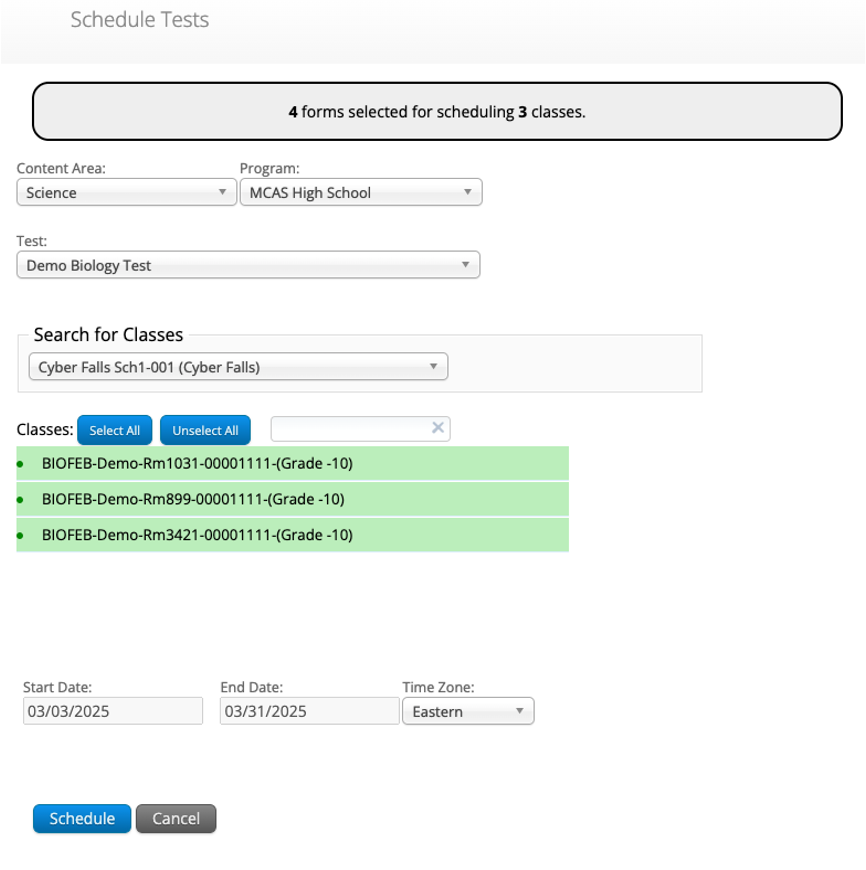 Schedule Tests
4 forms selected for scheduling 3 classes.
Content Area: Program:
Science MCAS High School
Test:
Demo Biology Test
Search for Classes
Cyber Falls Sch1-001 (Cyber Falls)
Classes: Select All Unselect All
BIOFEB-Demo-Rm1031-00001111-(Grade -10)
BIOFEB-Demo-Rm899-00001111-(Grade -10)
BIOFEB-Demo-Rm3421-00001111-(Grade -10)
Start Date: End Date: Time Zone:
03/03/2025 03/31/2025 Eastern
Schedule Cancel